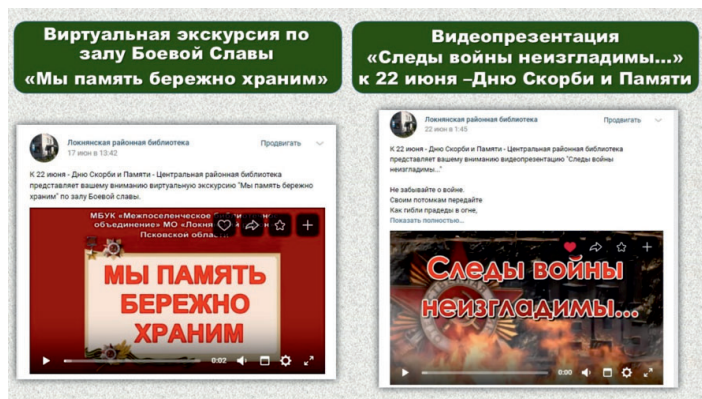 Виртуальная экскурсия по
залу Боевой Славы
«Мы память бережно храним»
Локнянская районная библиотека
17 июн в 13:42
Продвигать
К 22 июня - Дню Скорби и Памяти - Центральная районная библиотека
представляет вашему вниманию виртуальную экскурсию "Мы память бережно
храним" по залу Боевой славы.
МБУК «Межпоселенческое
объединение» МО
Псковской
МЫ ПАМЯТЬ
БЕРЕЖНО
ХРАНИМ
0:02
Видеопрезентация
«Следы войны неизгладимы...»
к 22 июня –Дню Скорби и Памяти
Локнянская районная библиотека
22 июн в 1:45
Продвигать
К 22 июня - Дню Скорби и Памяти - Центральная районная библиотека
представляет вашему вниманию видеопрезентацию "Следы войны
неизгладимы..."
Не забывайте о войне.
Своим потомкам передайте
Как гибли прадеды в огне,
Показать полностью...
Следы войны
неизгладимы...
0:00